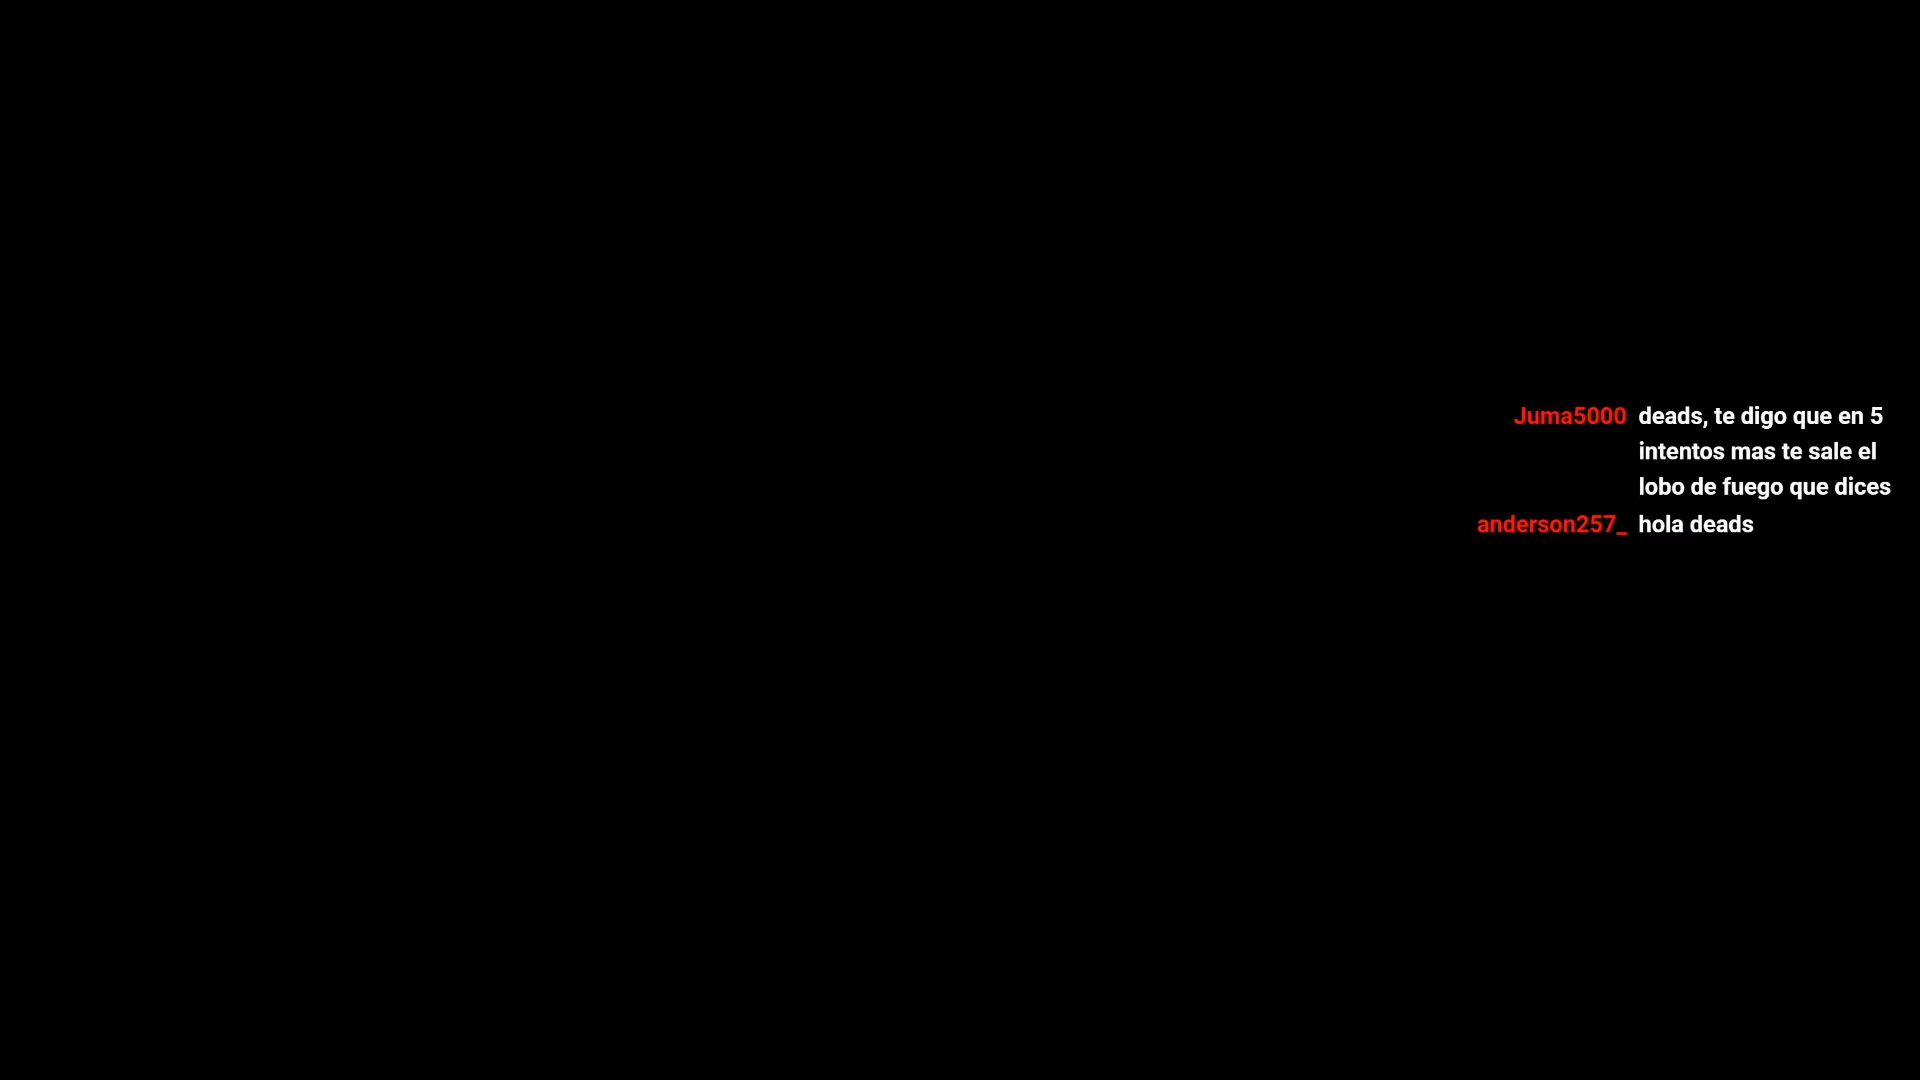 Juma5000 deads, te digo que en 5
intentos mas te sale el
lobo de fuego que dices
anderson257_ hola deads